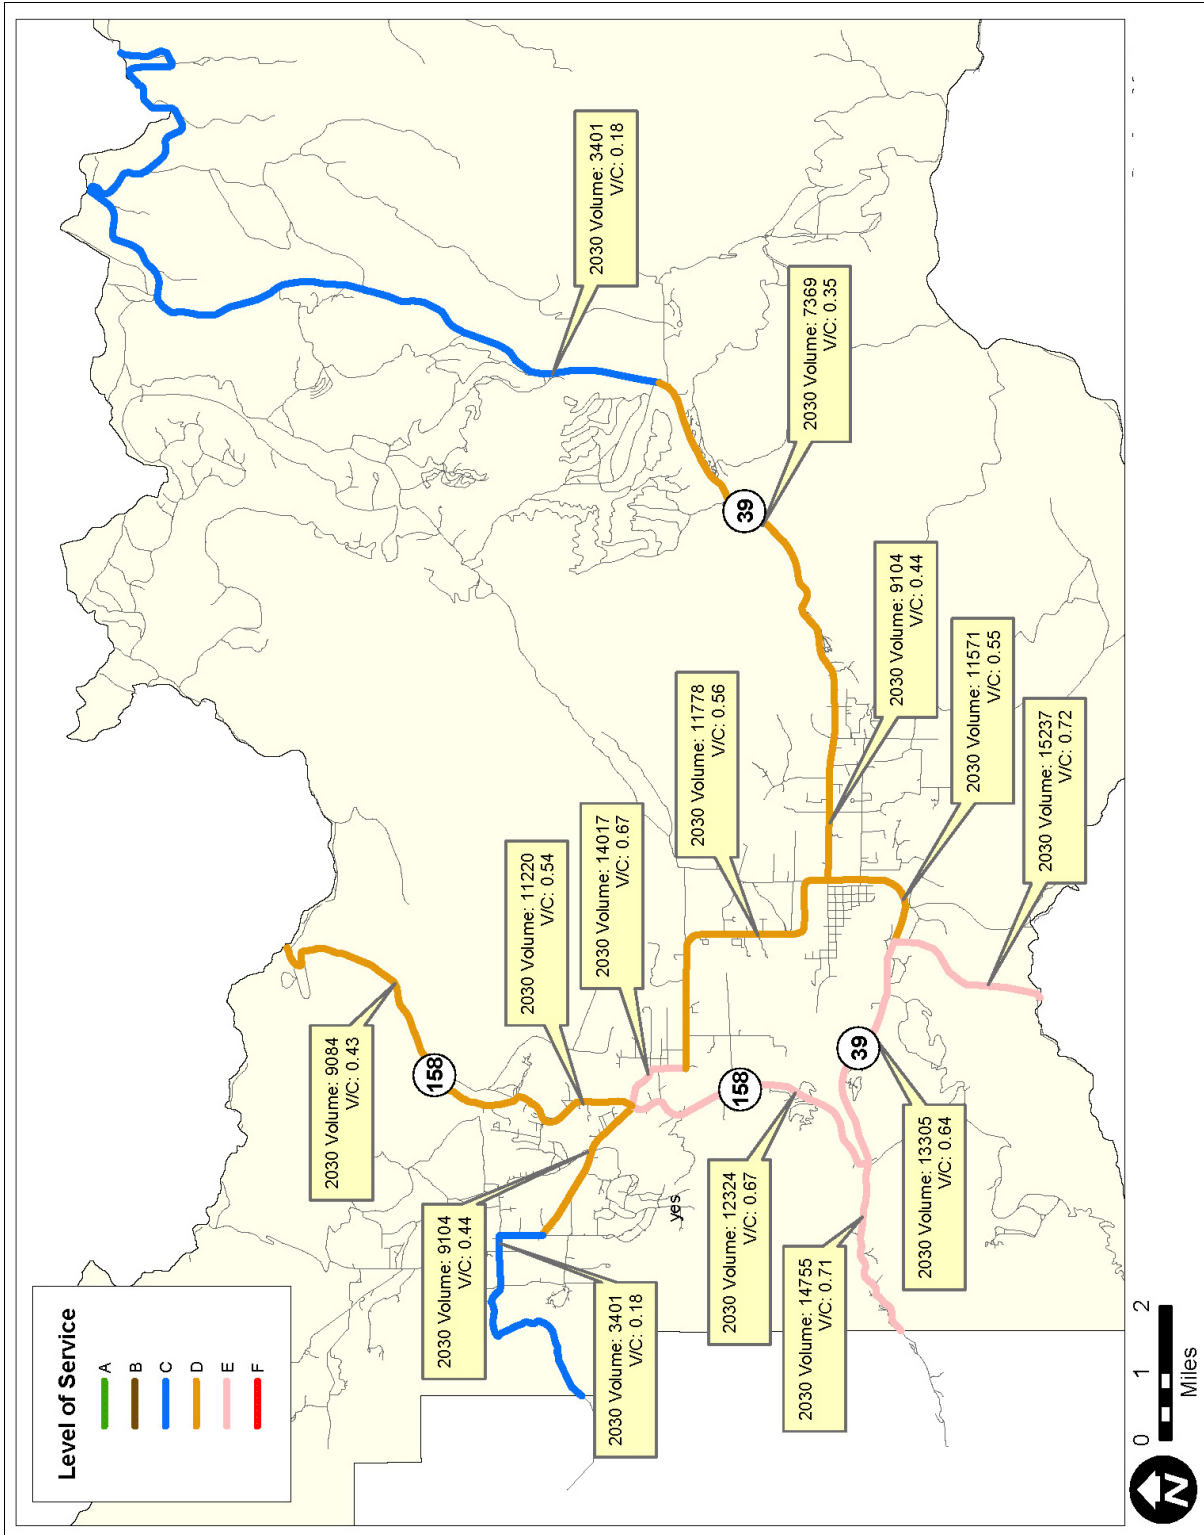 Level of Service
A
B
C
D
E
F
2030 Volume: 9084
V/C: 0.43
158
2030 Volume: 9104
V/C: 0.44
2030 Volume: 3401
V/C: 0.18
2030 Volume: 11220
V/C: 0.54
2030 Volume: 14017
V/C: 0.67
2030 Volume: 11778
V/C: 0.56
2030 Volume: 3401
V/C: 0.18
2030 Volume: 7369
V/C: 0.35
39
2030 Volume: 9104
V/C: 0.44
2030 Volume: 11571
V/C: 0.55
2030 Volume: 15237
V/C: 0.72
yes
158
2030 Volume: 12324
V/C: 0.67
39
2030 Volume: 14755
V/C: 0.71
2030 Volume: 13305
V/C: 0.64
N
0 1 2
Miles